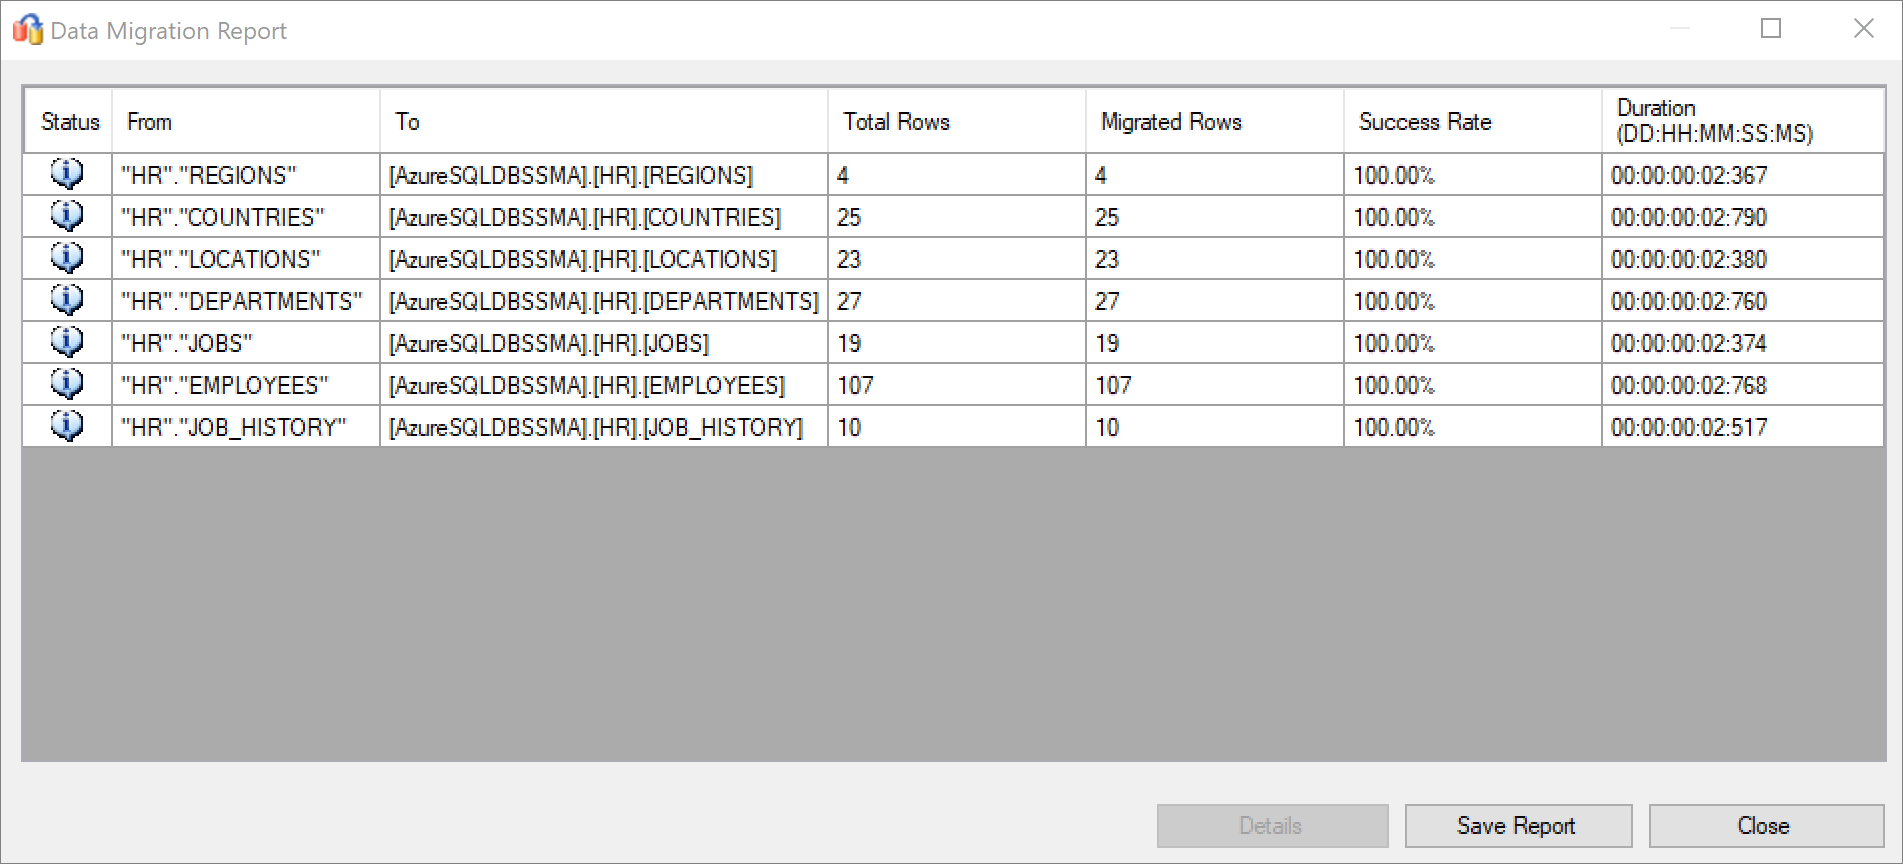 Data Migration Report
Status From To Total Rows Migrated Rows Success Rate Duration
(DD:HH:MM:SS:MS)
"HR"."REGIONS" [AzureSQLDBSSMA].[HR].[REGIONS] 4 4 100.00% 00:00:00:02:367
"HR"."COUNTRIES" [AzureSQLDBSSMA].[HR].[COUNTRIES] 25 25 100.00% 00:00:00:02:790
"HR"."LOCATIONS" [AzureSQLDBSSMA].[HR].[LOCATIONS] 23 23 100.00% 00:00:00:02:380
"HR"."DEPARTMENTS" [AzureSQLDBSSMA].[HR].[DEPARTMENTS] 27 27 100.00% 00:00:00:02:760
"HR"."JOBS" [AzureSQLDBSSMA].[HR].[JOBS] 19 19 100.00% 00:00:00:02:374
"HR"."EMPLOYEES" [AzureSQLDBSSMA].[HR].[EMPLOYEES] 107 107 100.00% 00:00:00:02:768
"HR"."JOB_HISTORY" [AzureSQLDBSSMA].[HR].[JOB_HISTORY] 10 10 100.00% 00:00:00:02:517
Details Save Report Close